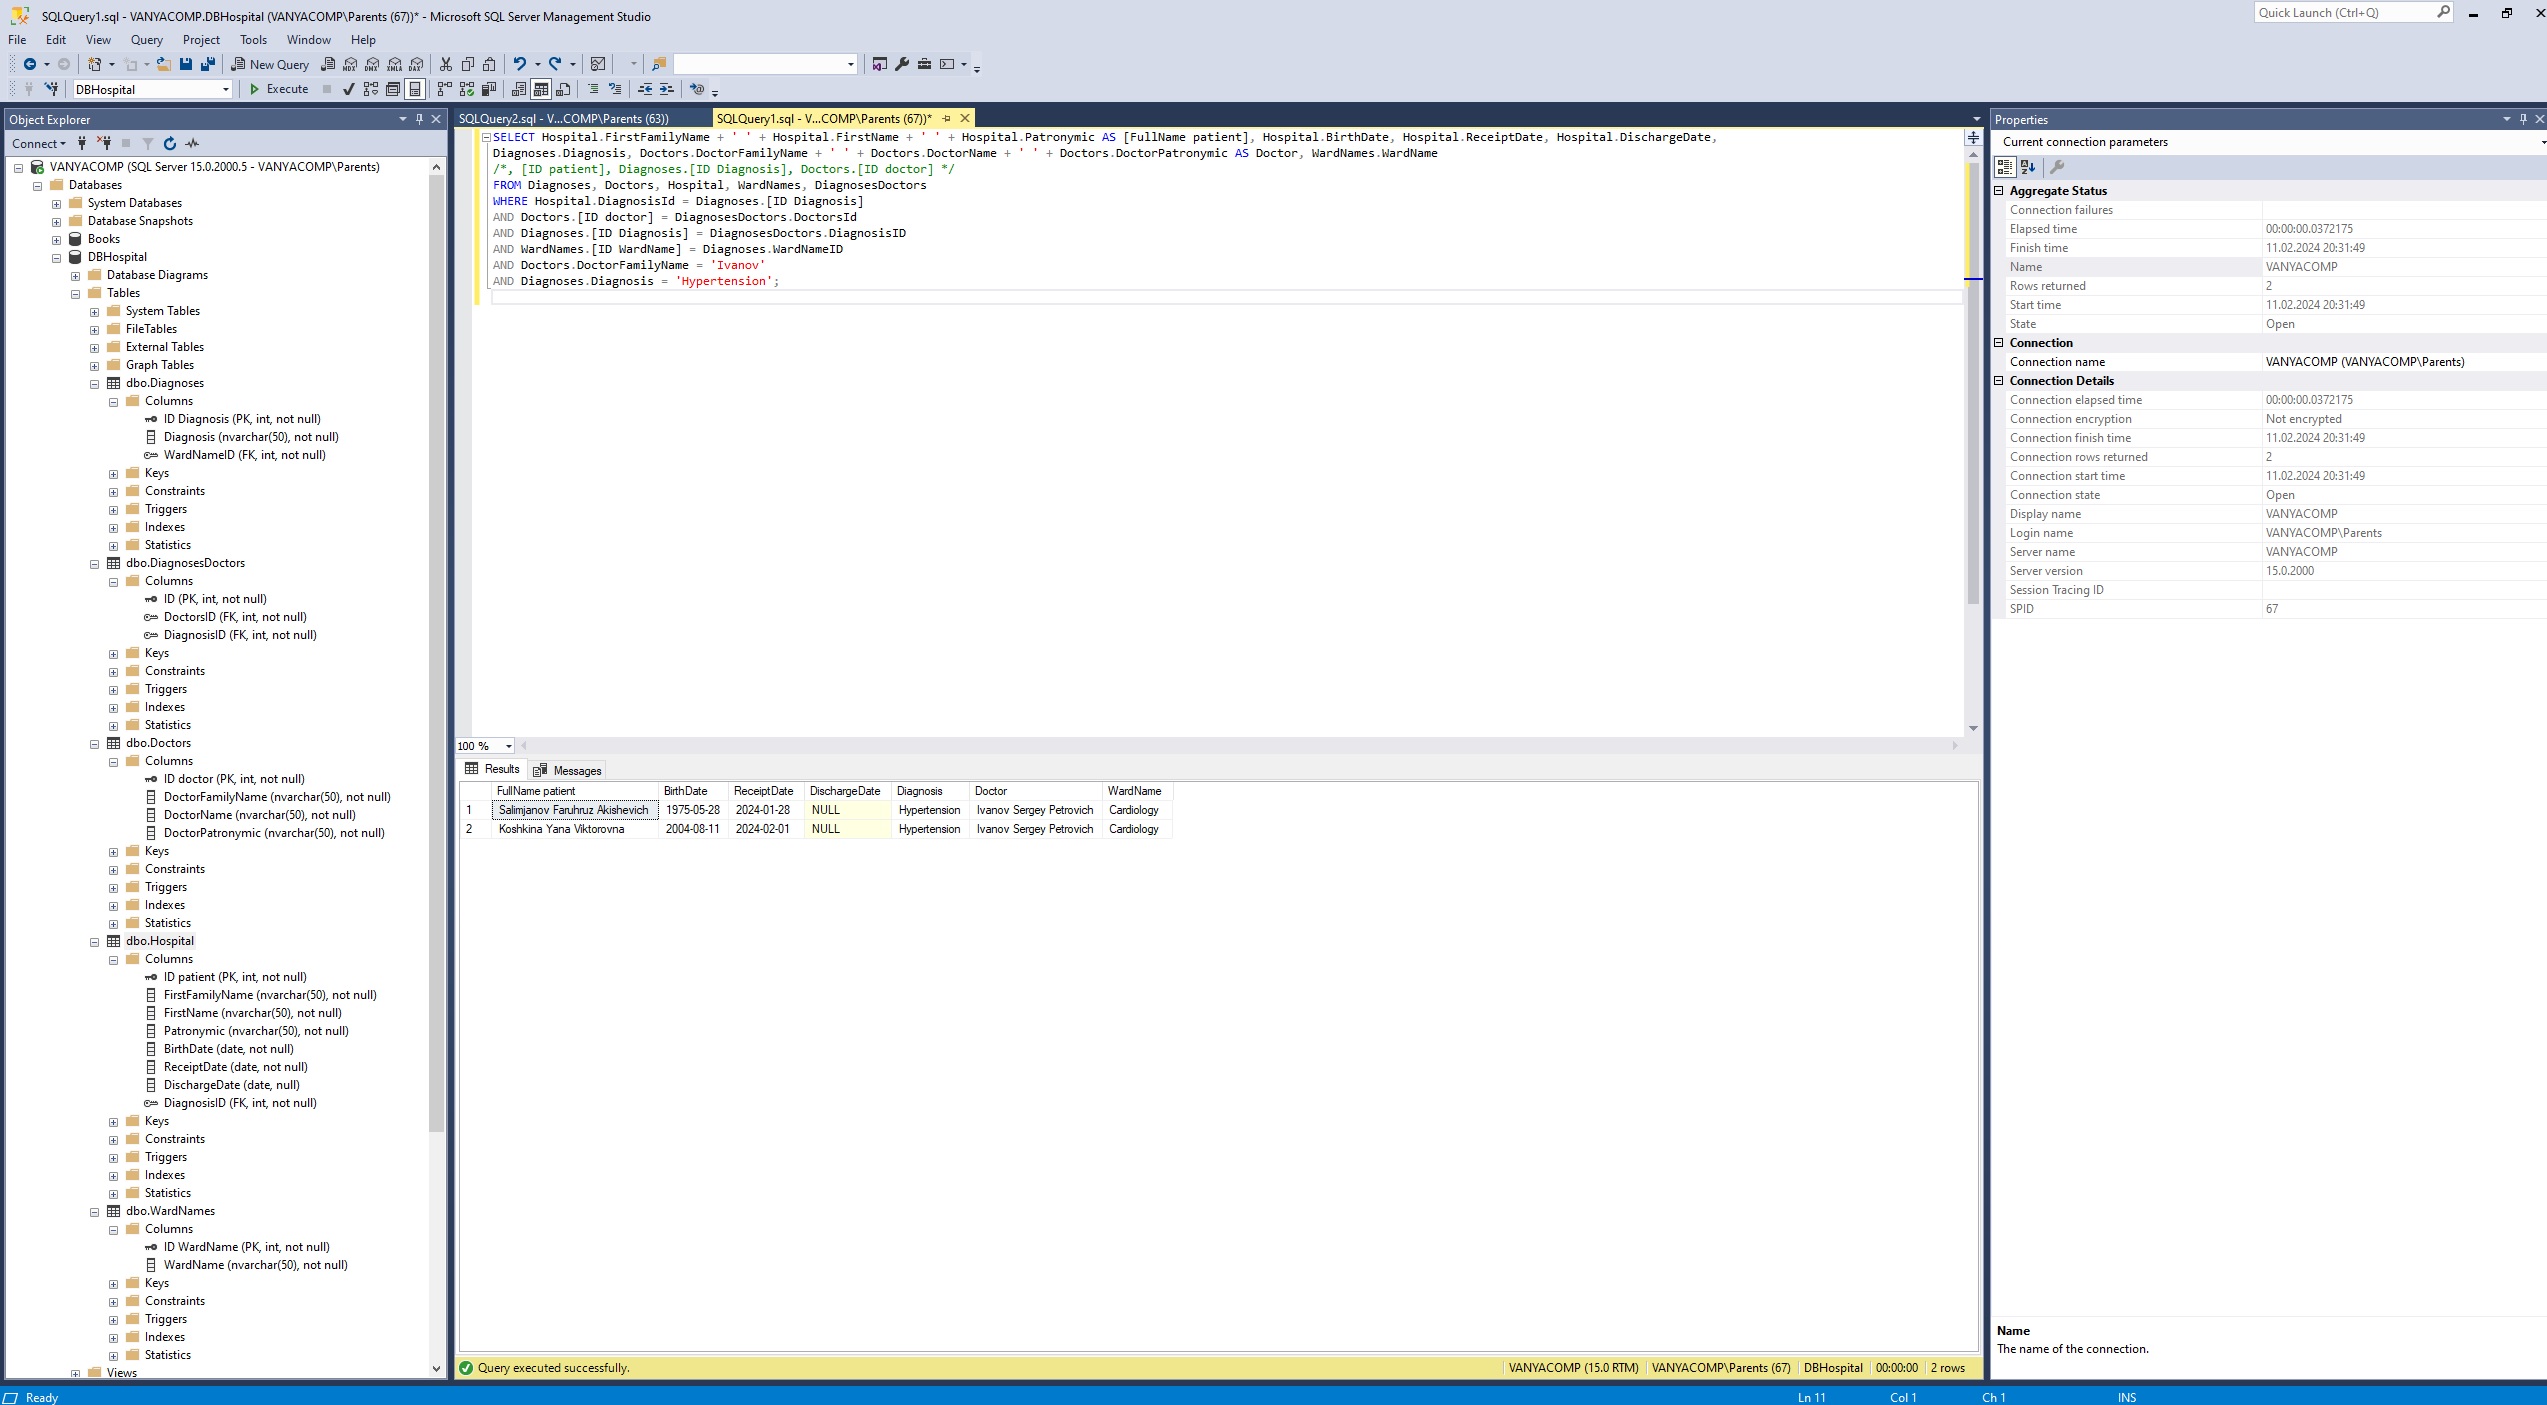 SQLQuery1.sql - VANYACOMP.DBHospital (VANYACOMP\Parents (67))* - Microsoft SQL Server Management Studio
Quick Launch (Ctrl+Q)
File Edit View Query Project Tools Window Help
New Query
DBHospital Execute
Object Explorer
Connect
VANYACOMP (SQL Server 15.0.2000.5 - VANYACOMP\Parents)
Databases
System Databases
Database Snapshots
Books
DBHospital
Database Diagrams
Tables
System Tables
FileTables
External Tables
Graph Tables
dbo.Diagnoses
Columns
ID Diagnosis (PK, int, not null)
Diagnosis (nvarchar(50), not null)
WardNameID (FK, int, not null)
Keys
Constraints
Triggers
Indexes
Statistics
dbo.DiagnosesDoctors
Columns
ID (PK, int, not null)
DoctorsID (FK, int, not null)
DiagnosisID (FK, int, not null)
Keys
Constraints
Triggers
Indexes
Statistics
dbo.Doctors
Columns
ID doctor (PK, int, not null)
DoctorFamilyName (nvarchar(50), not null)
DoctorName (nvarchar(50), not null)
DoctorPatronymic (nvarchar(50), not null)
Keys
Constraints
Triggers
Indexes
Statistics
dbo.Hospital
Columns
ID patient (PK, int, not null)
FirstFamilyName (nvarchar(50), not null)
FirstName (nvarchar(50), not null)
Patronymic (nvarchar(50), not null)
BirthDate (date, not null)
ReceiptDate (date, not null)
DischargeDate (date, null)
DiagnosisID (FK, int, not null)
Keys
Constraints
Triggers
Indexes
Statistics
dbo.WardNames
Columns
ID WardName (PK, int, not null)
WardName (nvarchar(50), not null)
Keys
Constraints
Triggers
Indexes
Statistics
Views
SQLQuery2.sql - V...COMP\Parents (63)) SQLQuery1.sql - V...COMP\Parents (67))*
SELECT Hospital.FirstFamilyName + ' ' + Hospital.FirstName + ' ' + Hospital.Patronymic AS [FullName patient], Hospital.BirthDate, Hospital.ReceiptDate, Hospital.DischargeDate,
Diagnoses.Diagnosis, Doctors.DoctorFamilyName + ' ' + Doctors.DoctorName + ' ' + Doctors.DoctorPatronymic AS Doctor, WardNames.WardName
/*, [ID patient], Diagnoses.[ID Diagnosis], Doctors.[ID doctor] */
FROM Diagnoses, Doctors, Hospital, WardNames, DiagnosesDoctors
WHERE Hospital.DiagnosisId = Diagnoses.[ID Diagnosis]
AND Doctors.[ID doctor] = DiagnosesDoctors.DoctorsId
AND Diagnoses.[ID Diagnosis] = DiagnosesDoctors.DiagnosisID
AND WardNames.[ID WardName] = Diagnoses.WardNameID
AND Doctors.DoctorFamilyName = 'Ivanov'
AND Diagnoses.Diagnosis = 'Hypertension';
100 %
Results Messages
FullName patient BirthDate ReceiptDate DischargeDate Diagnosis Doctor WardName
1 Salimjanov Faruhruz Akishevich 1975-05-28 2024-01-28 NULL Hypertension Ivanov Sergey Petrovich Cardiology
2 Koshkina Yana Viktorovna 2004-08-11 2024-02-01 NULL Hypertension Ivanov Sergey Petrovich Cardiology
Query executed successfully. VANYACOMP (15.0 RTM) VANYACOMP\Parents (67) DBHospital 00:00:00 2 rows
Properties
Current connection parameters
Aggregate Status
Connection failures
Elapsed time 00:00:00.0372175
Finish time 11.02.2024 20:31:49
Name VANYACOMP
Rows returned 2
Start time 11.02.2024 20:31:49
State Open
Connection
Connection name VANYACOMP (VANYACOMP\Parents)
Connection Details
Connection elapsed time 00:00:00.0372175
Connection encryption Not encrypted
Connection finish time 11.02.2024 20:31:49
Connection rows returned 2
Connection start time 11.02.2024 20:31:49
Connection state Open
Display name VANYACOMP
Login name VANYACOMP\Parents
Server name VANYACOMP
Server version 15.0.2000
Session Tracing ID
SPID 67
Name
The name of the connection.
Ready Ln 11 Col 1 Ch 1 INS